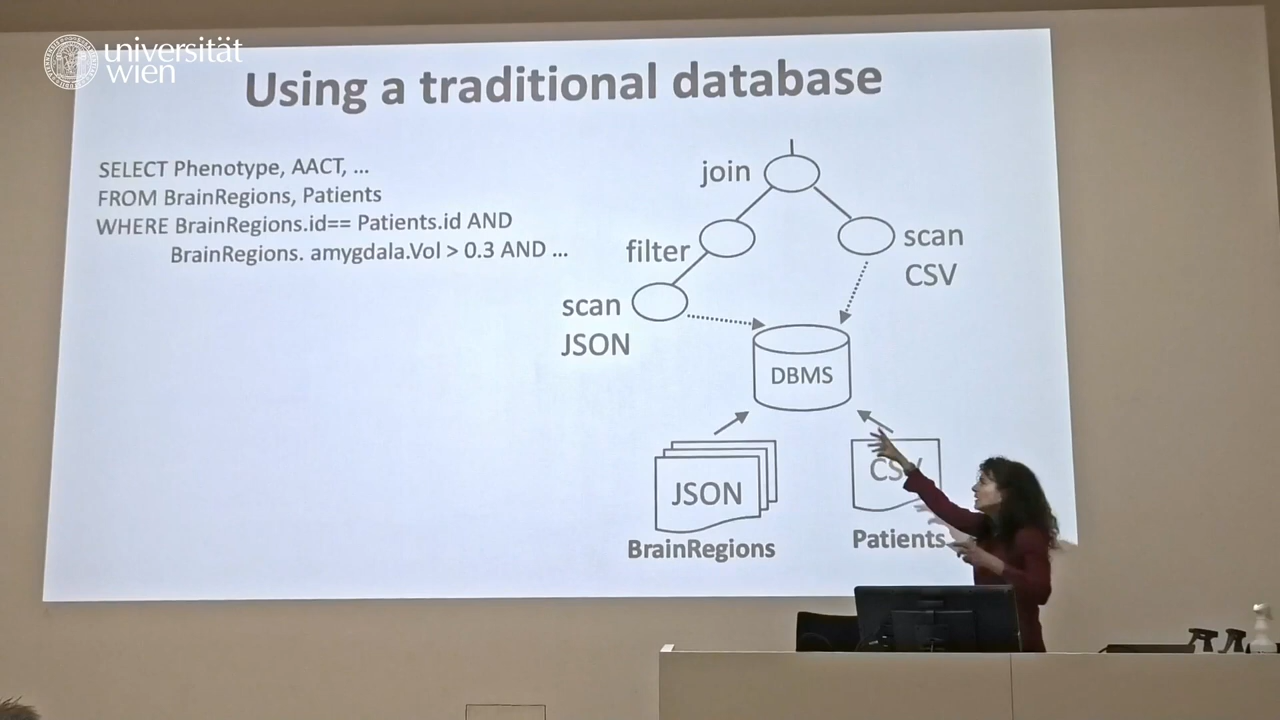 universität
wien
Using a traditional database
SELECT Phenotype, AACT, ...
FROM BrainRegions, Patients
WHERE BrainRegions.id== Patients.id AND
BrainRegions. amygdala.Vol > 0.3 AND ...
join
filter
scan
CSV
scan
JSON
DBMS
JSON
BrainRegions
Patients